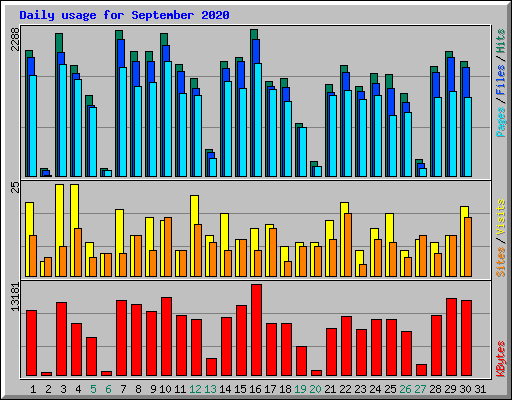 Daily usage for September 2020
2288
Pages / Files / Hits
25
Sites / Visits
13181
KBytes
1 2 3 4 5 6 7 8 9 10 11 12 13 14 15 16 17 18 19 20 21 22 23 24 25 26 27 28 29 30 31